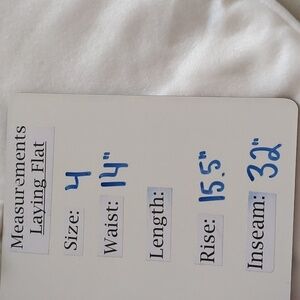 Measurements
Laying Flat
Size: 4
Waist: 14"
Length:
Rise: 15.5"
Inseam: 32"